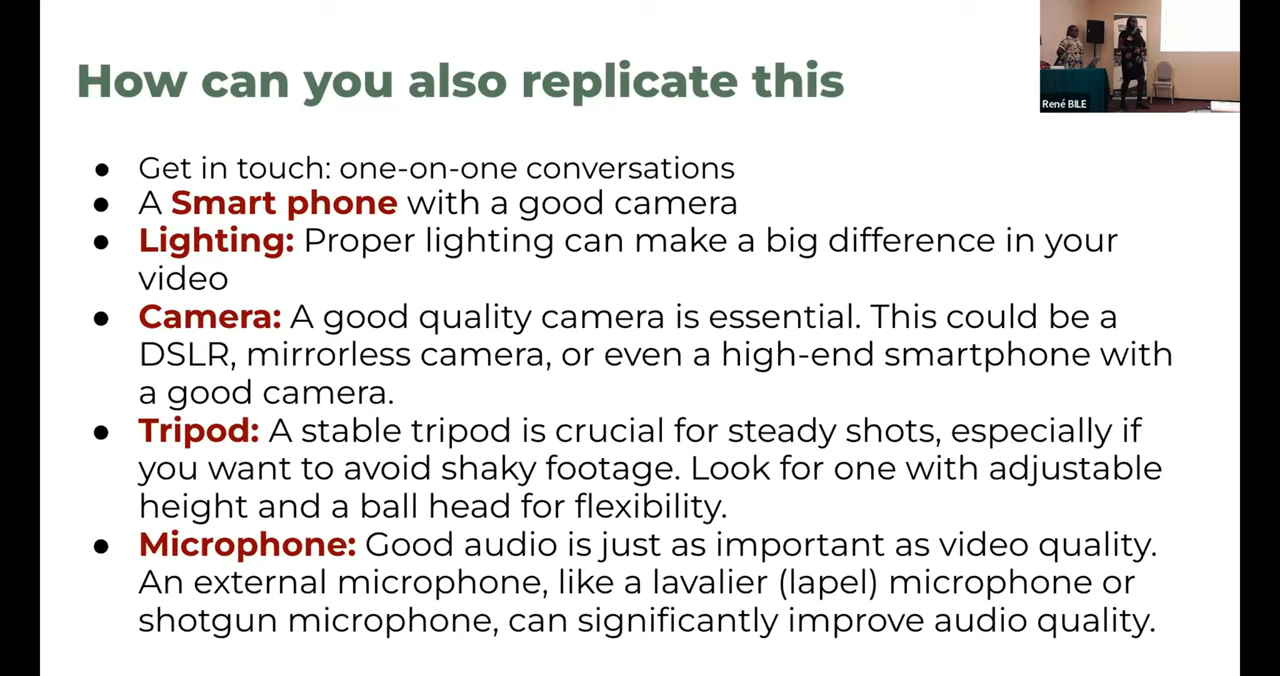 How can you also replicate this
René BILE
● Get in touch: one-on-one conversations
● A Smart phone with a good camera
● Lighting: Proper lighting can make a big difference in your
video
● Camera: A good quality camera is essential. This could be a
DSLR, mirrorless camera, or even a high-end smartphone with
a good camera.
● Tripod: A stable tripod is crucial for steady shots, especially if
you want to avoid shaky footage. Look for one with adjustable
height and a ball head for flexibility.
● Microphone: Good audio is just as important as video quality.
An external microphone, like a lavalier (lapel) microphone or
shotgun microphone, can significantly improve audio quality.